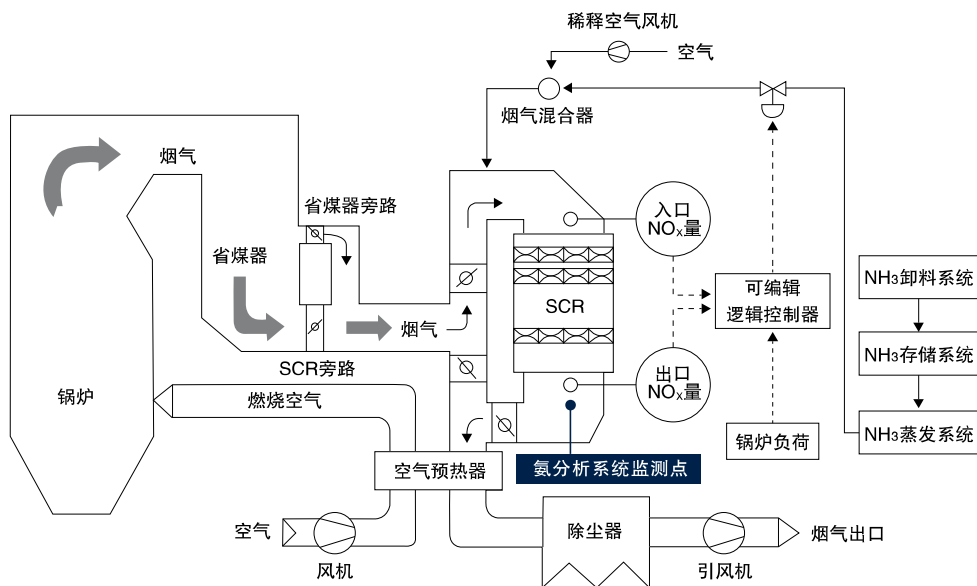 稀释空气风机
空气
烟气混合器
烟气
省煤器旁路
入口
NOx量
省煤器
可编辑
逻辑控制器
NH3卸料系统
SCR
烟气
NH3存储系统
SCR旁路
出口
NOx量
锅炉
燃烧空气
锅炉负荷
NH3蒸发系统
空气预热器
氨分析系统监测点
空气
除尘器
烟气出口
风机
引风机